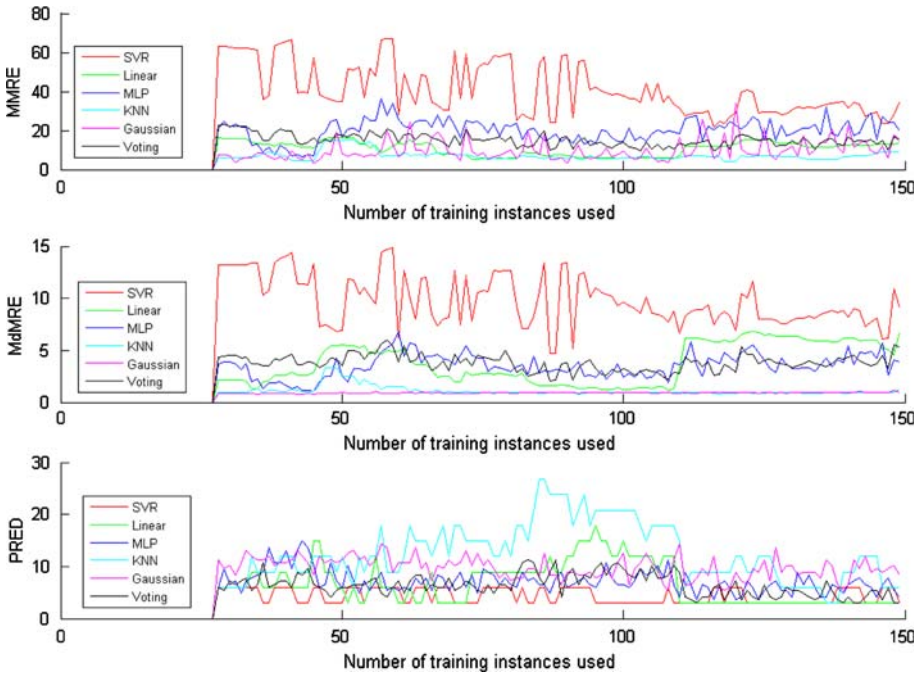 80
60
40
20
0
MMRE
SVR
Linear
MLP
KNN
Gaussian
Voting
0 50 100 150
Number of training instances used
15
10
5
0
MdMRE
SVR
Linear
MLP
KNN
Gaussian
Voting
0 50 100 150
Number of training instances used
30
20
10
0
PRED
SVR
Linear
MLP
KNN
Gaussian
Voting
0 50 100 150
Number of training instances used